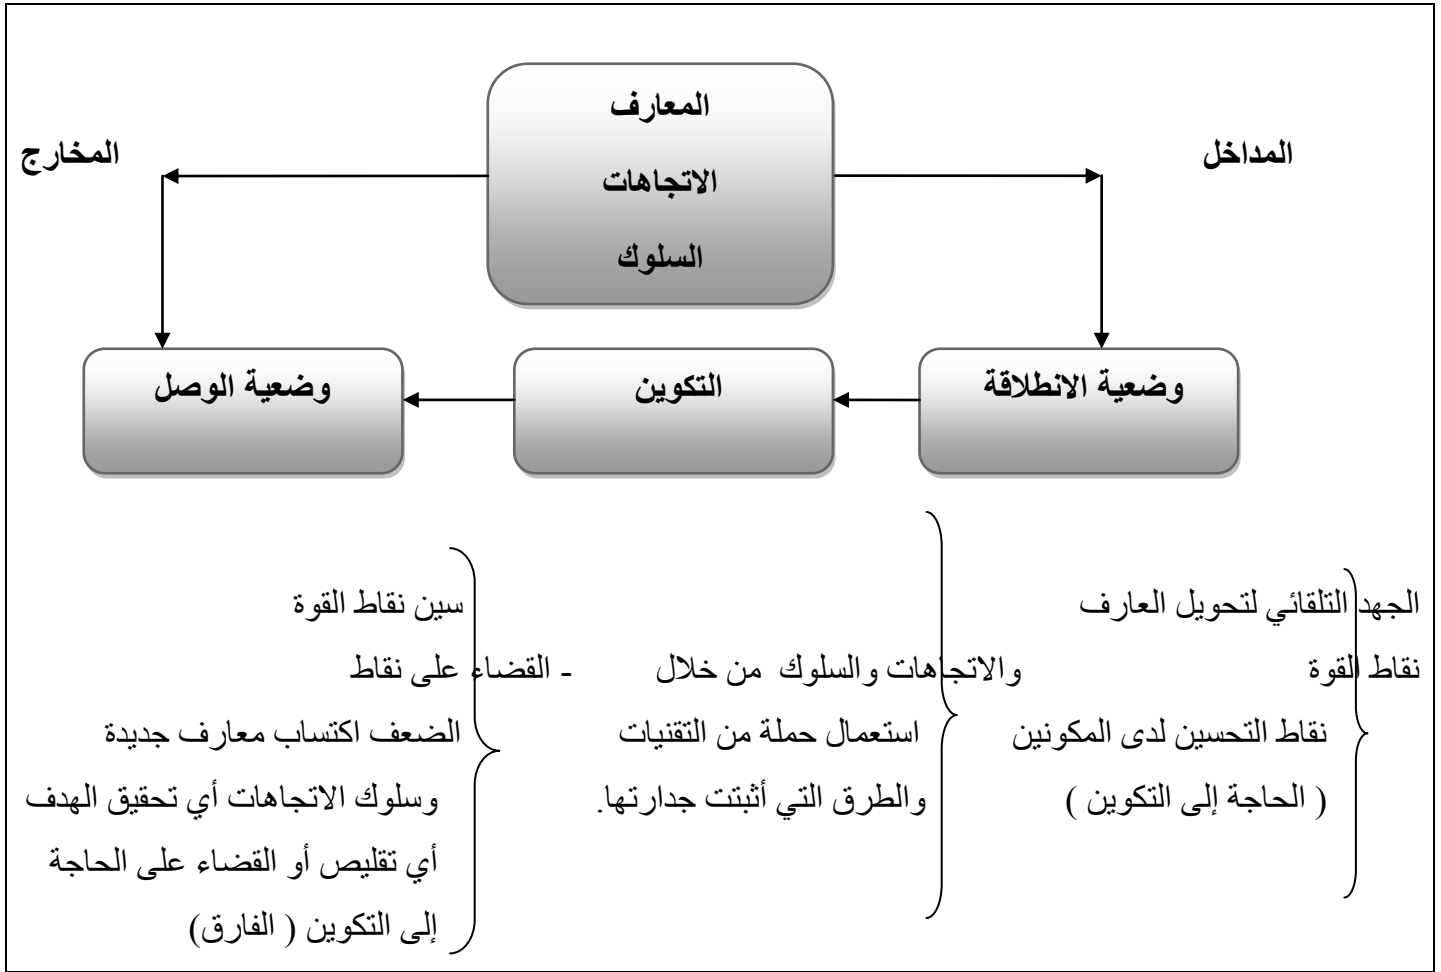 المعارف
الاتجاهات
السلوك
المداخل
المخارج
وضعية الانطلاقة
التكوين
وضعية الوصل
الجهد التلقائي لتحويل العارف
سين نقاط القوة
نقاط القوة
والاتجاهات والسلوك من خلال
- القضاء على نقاط
نقاط التحسين لدى المكونين
استعمال حملة من التقنيات
الضعف اكتساب معارف جديدة
( الحاجة إلى التكوين )
والطرق التي أثبتت جدارتها.
وسلوك الاتجاهات أي تحقيق الهدف
أي تقليص أو القضاء على الحاجة
إلى التكوين ( الفارق)